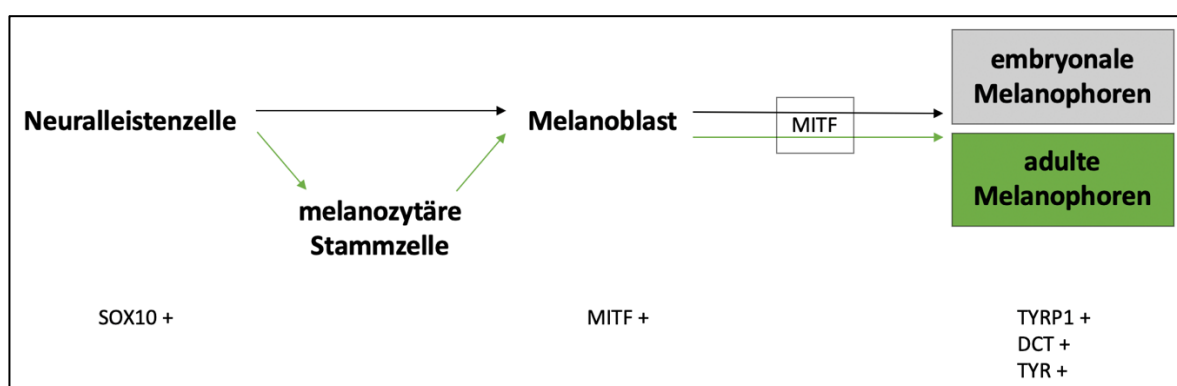 Neuralleistenzelle
melanozytäre
Stammzelle
Melanoblast
MITF
embryonale
Melanophoren
adulte
Melanophoren
SOX10 +
MITF +
TYRP1 +
DCT +
TYR +